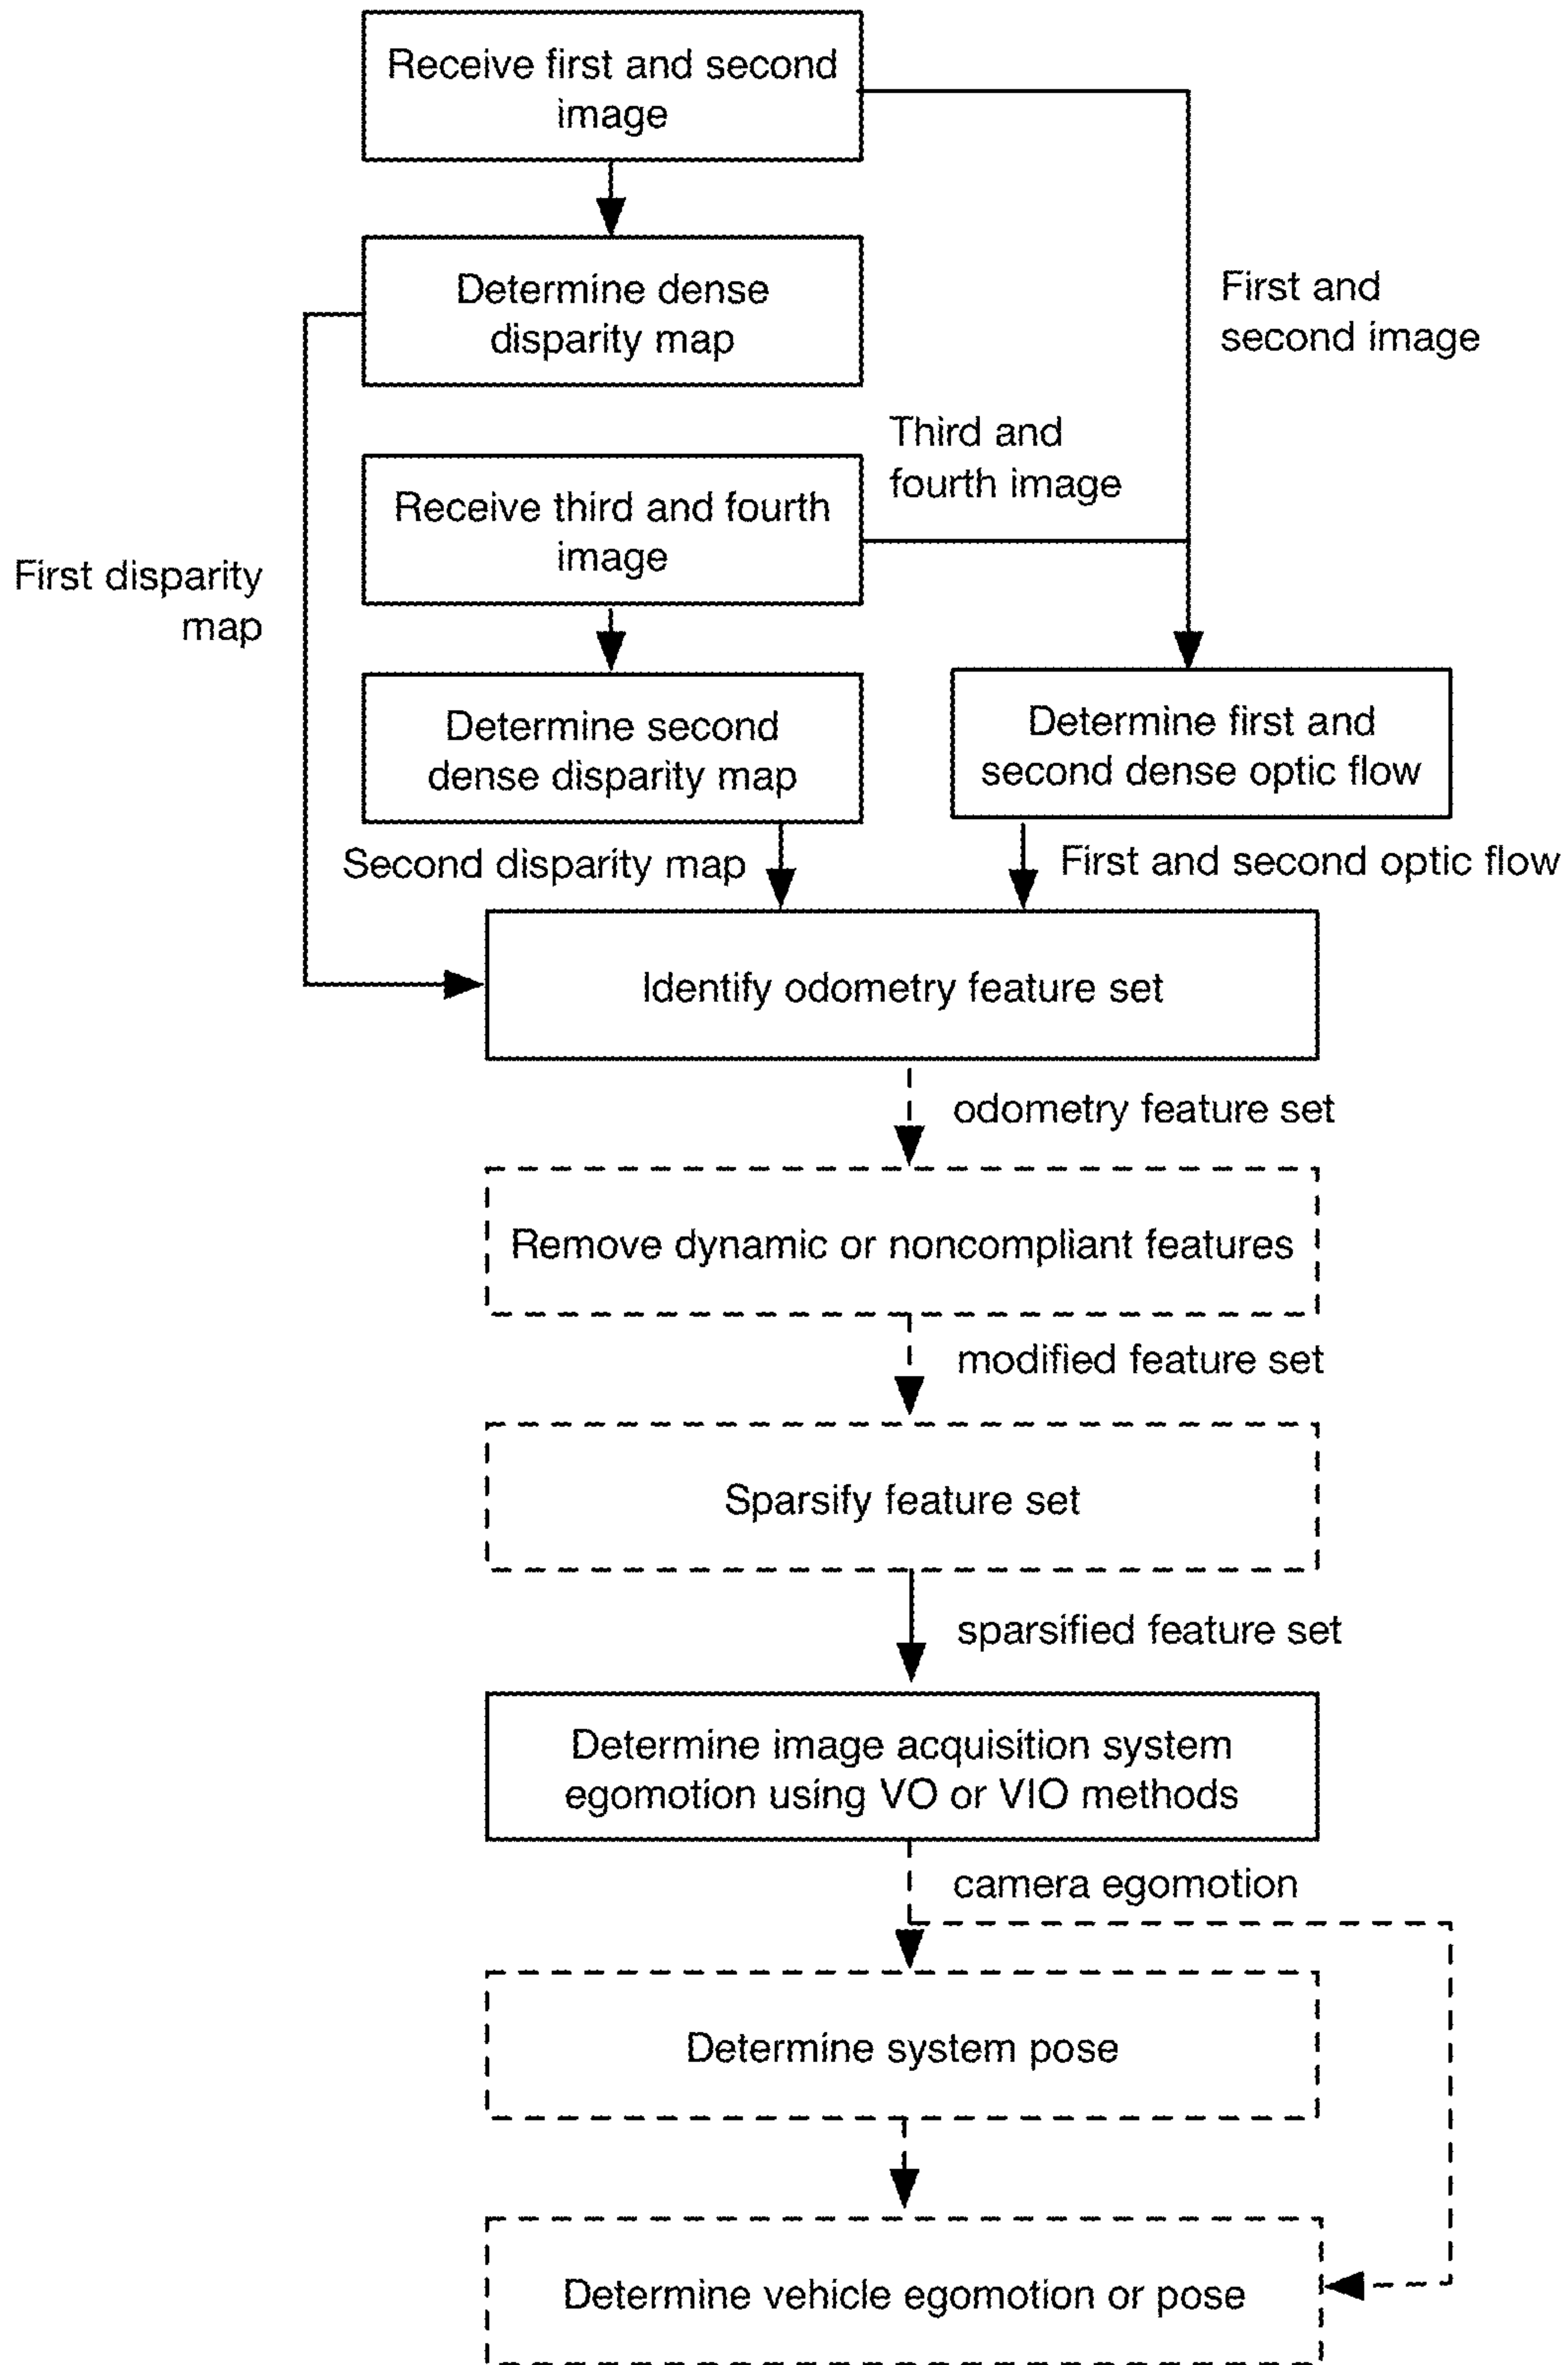 Receive first and second
image
Determine dense
disparity map
First and
second image
Third and
fourth image
Receive third and fourth
image
First disparity
map
Determine second
dense disparity map
Determine first and
second dense optic flow
Second disparity map
First and second optic flow
Identify odometry feature set
odometry feature set
Remove dynamic or noncompliant features
modified feature set
Sparsify feature set
sparsified feature set
Determine image acquisition system
egomotion using VO or VIO methods
camera egomotion
Determine system pose
Determine vehicle egomotion or pose